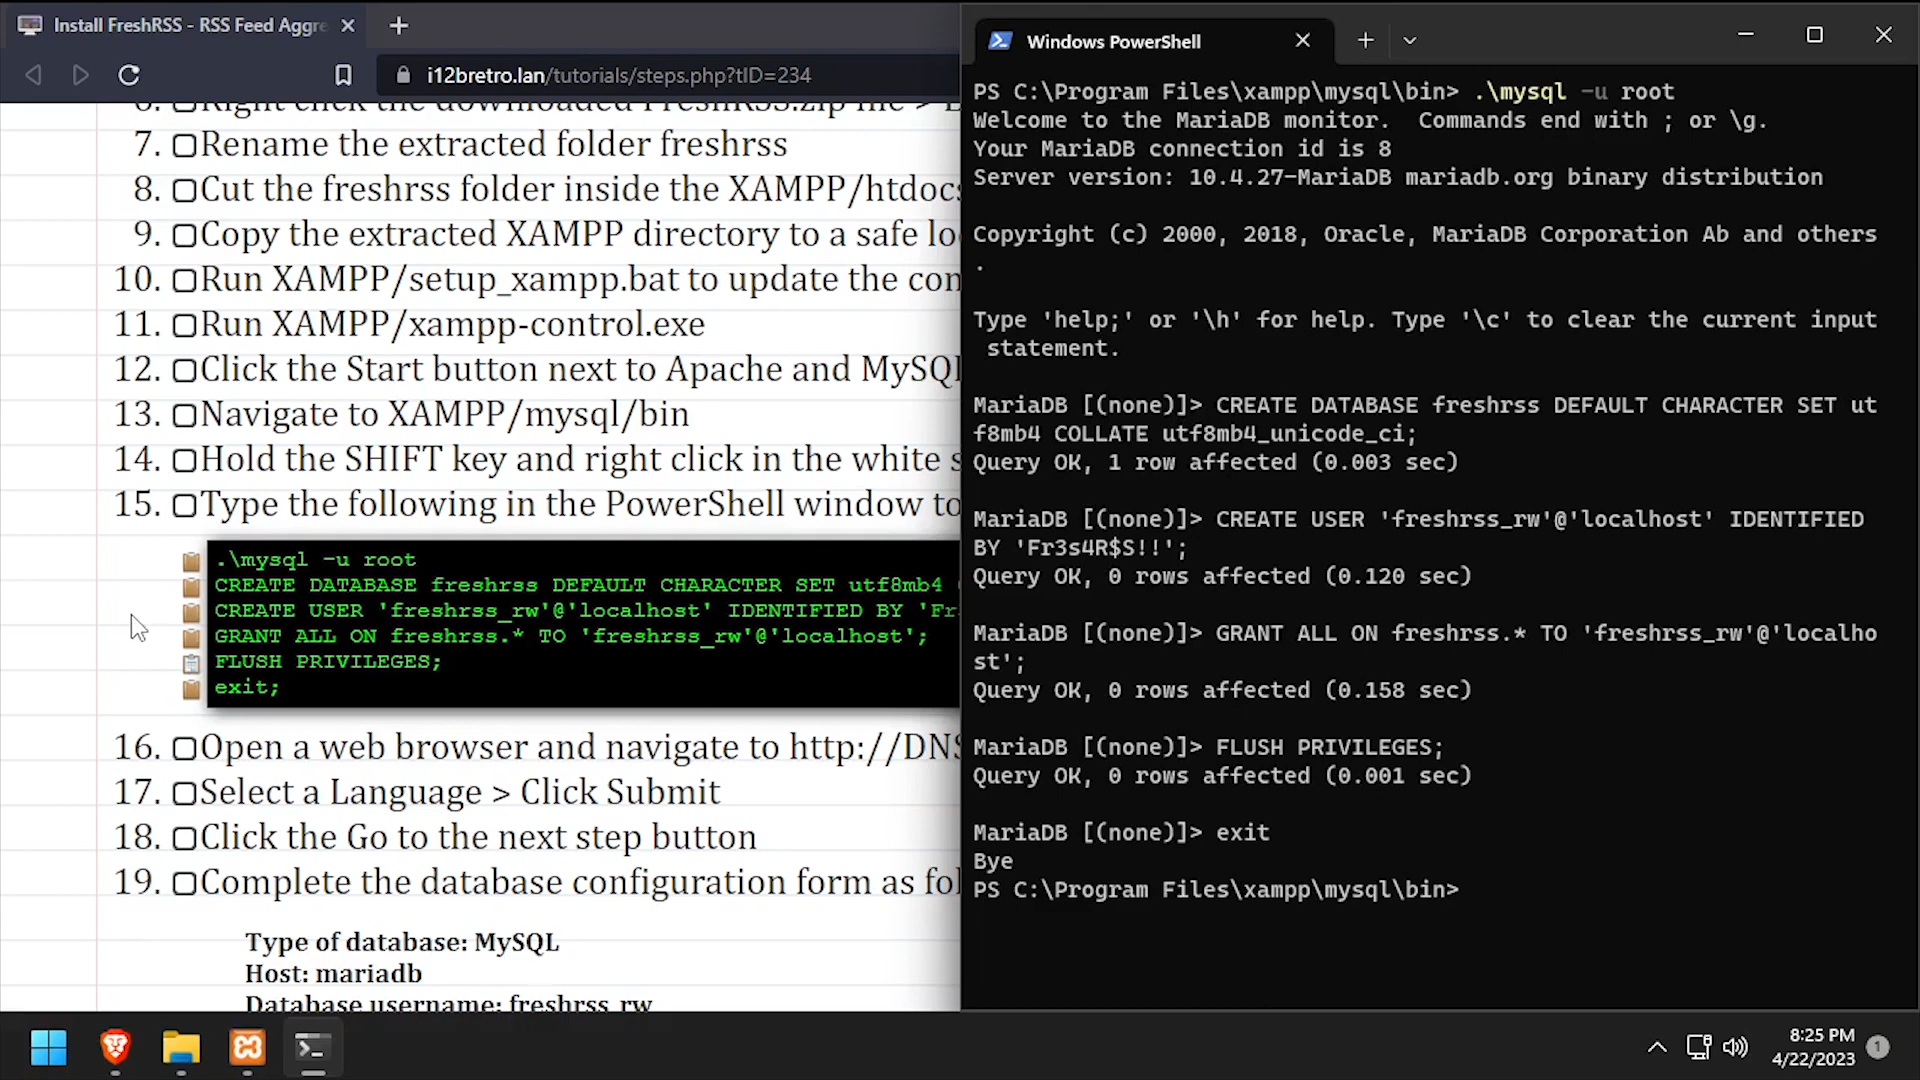 Install FreshRSS - RSS Feed Aggre
i12bretro.lan/tutorials/steps.php?tID=234
7. Rename the extracted folder freshrss
8. Cut the freshrss folder inside the XAMPP/htdocs
9. Copy the extracted XAMPP directory to a safe lo
10. Run XAMPP/setup_xampp.bat to update the con
11. Run XAMPP/xampp-control.exe
12. Click the Start button next to Apache and MySQL
13. Navigate to XAMPP/mysql/bin
14. Hold the SHIFT key and right click in the white s
15. Type the following in the PowerShell window to
.\mysql -u root
CREATE DATABASE freshrss DEFAULT CHARACTER SET utf8mb4
CREATE USER 'freshrss_rw'@'localhost' IDENTIFIED BY 'Fr
GRANT ALL ON freshrss.* TO 'freshrss_rw'@'localhost';
FLUSH PRIVILEGES;
exit;
16. Open a web browser and navigate to http://DNS
17. Select a Language > Click Submit
18. Click the Go to the next step button
19. Complete the database configuration form as fol
Type of database: MySQL
Host: mariadb
Database username: freshrss_rw
Windows PowerShell
PS C:\Program Files\xampp\mysql\bin> .\mysql -u root
Welcome to the MariaDB monitor.  Commands end with ; or \g.
Your MariaDB connection id is 8
Server version: 10.4.27-MariaDB mariadb.org binary distribution
Copyright (c) 2000, 2018, Oracle, MariaDB Corporation Ab and others
.
Type 'help;' or '\h' for help. Type '\c' to clear the current input
statement.
MariaDB [(none)]> CREATE DATABASE freshrss DEFAULT CHARACTER SET ut
f8mb4 COLLATE utf8mb4_unicode_ci;
Query OK, 1 row affected (0.003 sec)
MariaDB [(none)]> CREATE USER 'freshrss_rw'@'localhost' IDENTIFIED
BY 'Fr3s4R$S!!';
Query OK, 0 rows affected (0.120 sec)
MariaDB [(none)]> GRANT ALL ON freshrss.* TO 'freshrss_rw'@'localho
st';
Query OK, 0 rows affected (0.158 sec)
MariaDB [(none)]> FLUSH PRIVILEGES;
Query OK, 0 rows affected (0.001 sec)
MariaDB [(none)]> exit
Bye
PS C:\Program Files\xampp\mysql\bin>
8:25 PM
4/22/2023
1